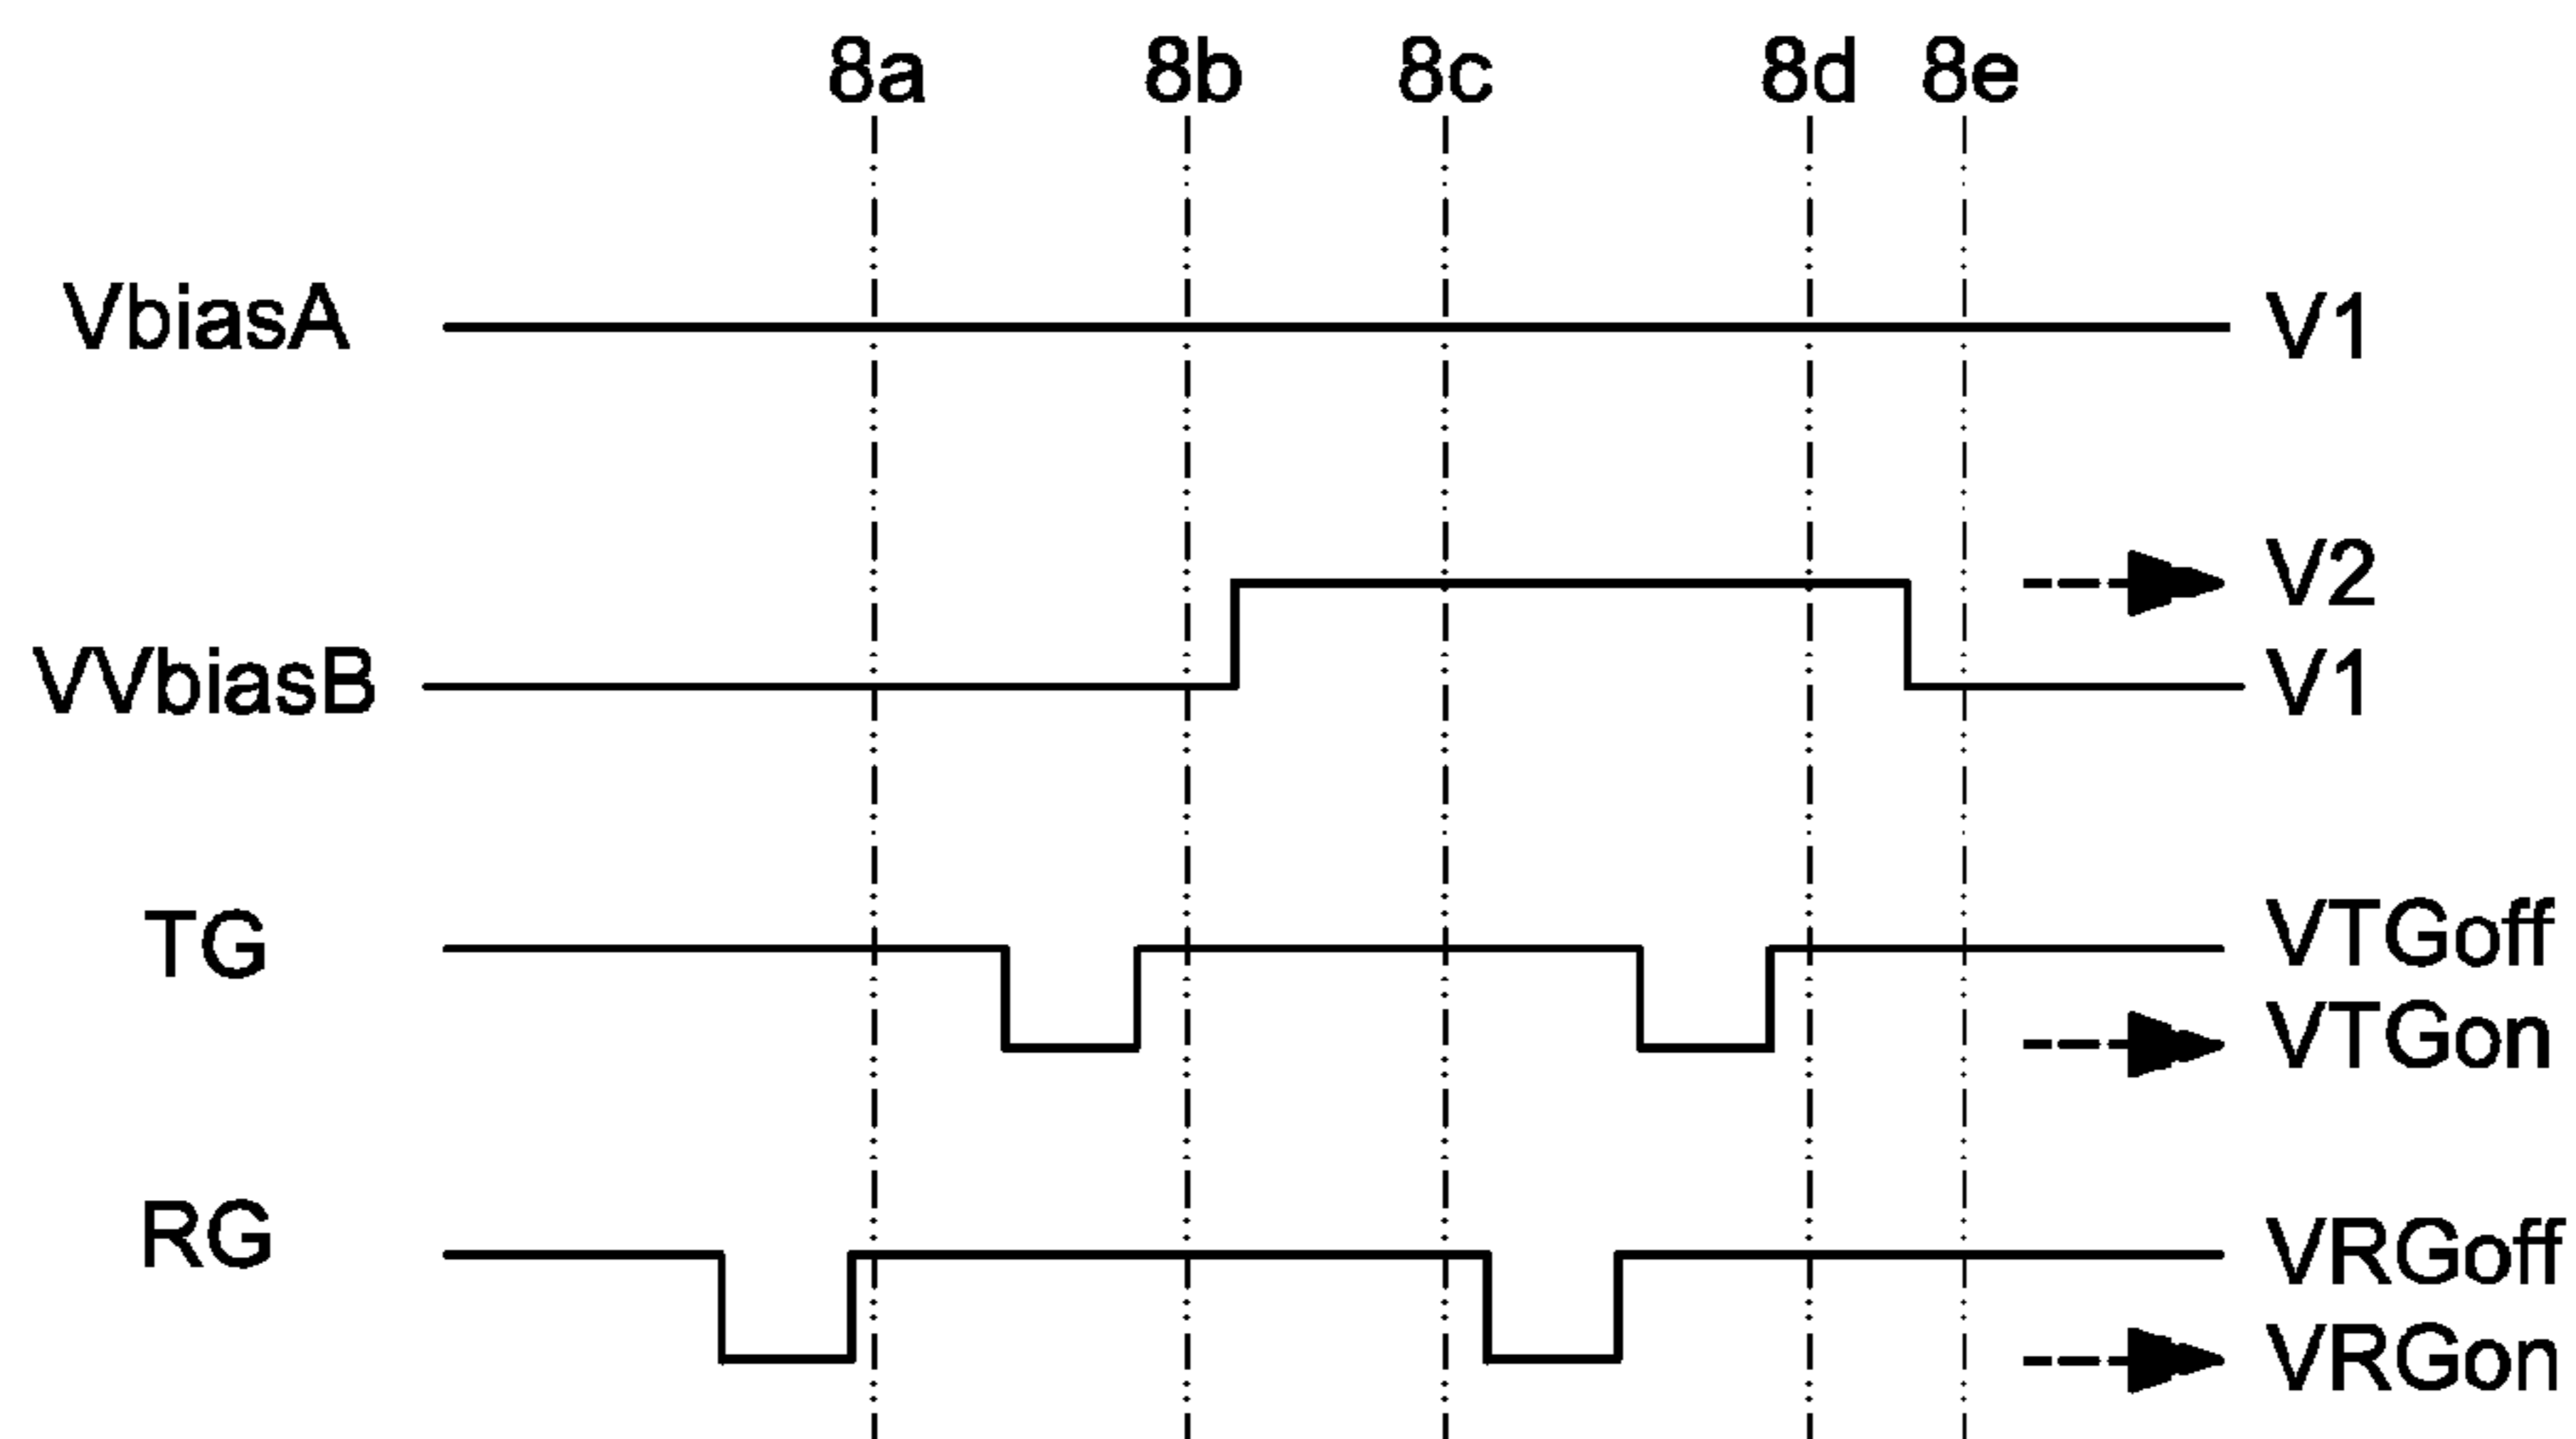 8a 8b 8c 8d 8e
VbiasA V1
V2
VVbiasB V1
TG VTGoff
VTGon
RG VRGoff
VRGon